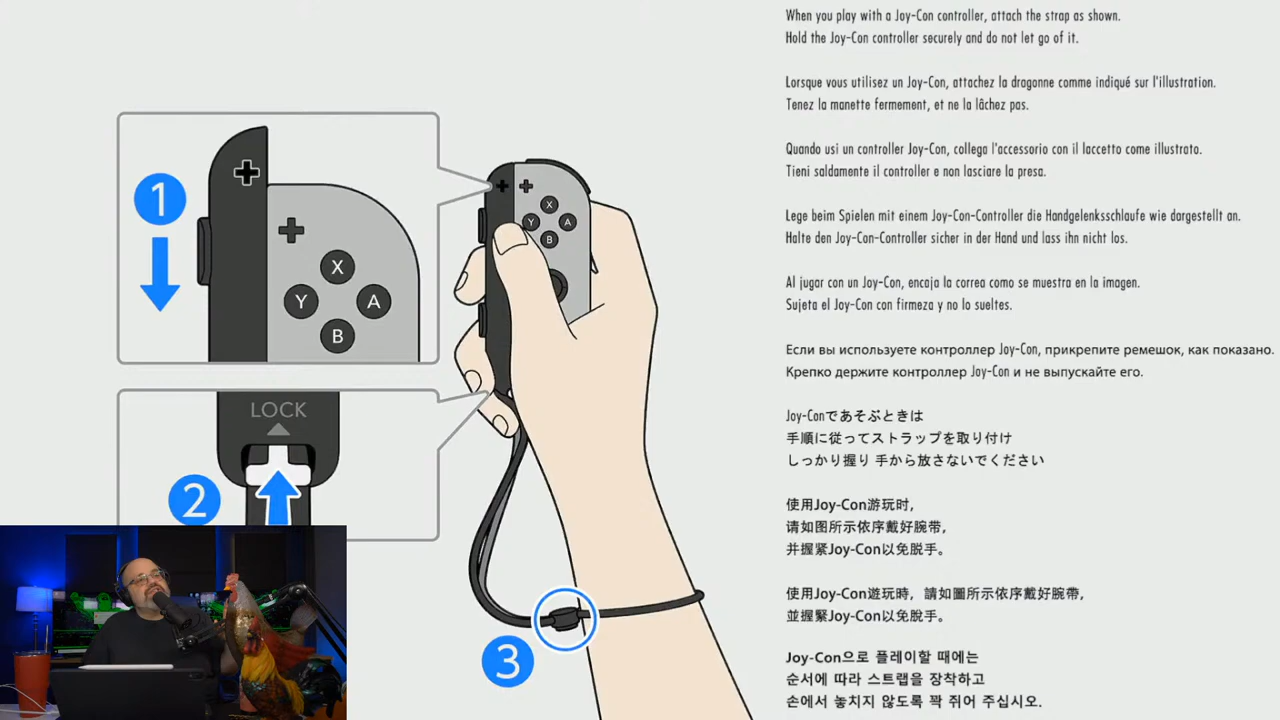 When you play with a Joy-Con controller, attach the strap as shown.
Hold the Joy-Con controller securely and do not let go of it.
Lorsque vous utilisez un Joy-Con, attachez la dragonne comme indiqué sur l'illustration.
Tenez la manette fermement, et ne la lâchez pas.
Quando usi un controller Joy-Con, collega l'accessorio con il laccetto come illustrato.
Tieni saldamente il controller e non lasciare la presa.
Lege beim Spielen mit einem Joy-Con-Controller die Handgelenksschlaufe wie dargestellt an.
Halte den Joy-Con-Controller sicher in der Hand und lass ihn nicht los.
Al jugar con un Joy-Con, encaja la correa como se muestra en la imagen.
Sujeta el Joy-Con con firmeza y no lo sueltes.
Если вы используете контроллер Joy-Con, прикрепите ремешок, как показано.
Крепко держите контроллер Joy-Con и не выпускайте его.
Joy-Conであそぶときは
手順に従ってストラップを取り付け
しっかり握り 手から放さないでください
使用Joy-Con游玩时,
请如图所示依序戴好腕带,
并握紧Joy-Con以免脱手。
使用Joy-Con遊玩時, 請如圖所示依序戴好腕帶,
並握緊Joy-Con以免脫手。
Joy-Con으로 플레이할 때에는
순서에 따라 스트랩을 장착하고
손에서 놓치지 않도록 꽉 쥐어 주십시오.
1
X
Y A
B
X
Y A
B
LOCK
2
3